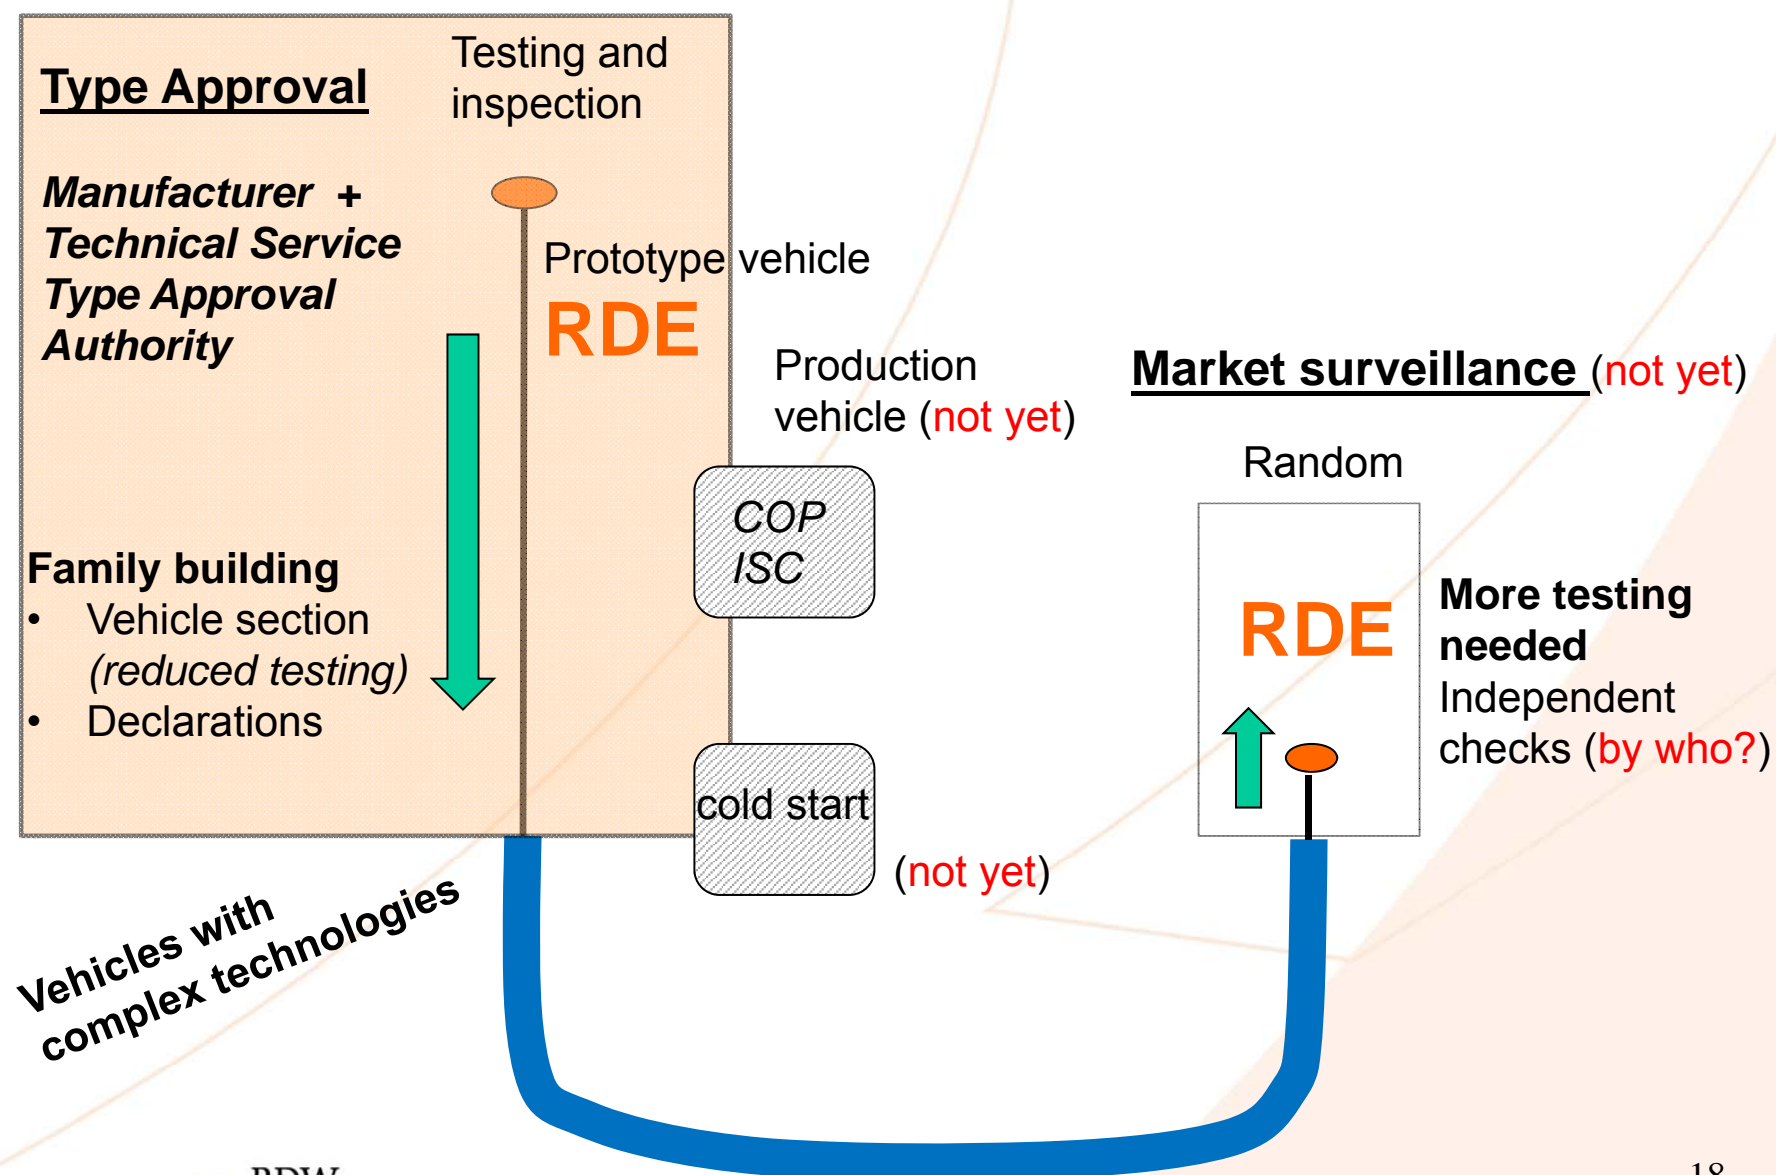 Type Approval
Testing and
inspection
Manufacturer +
Technical Service
Type Approval
Authority
Prototype vehicle
RDE
Family building
• Vehicle section
(reduced testing)
• Declarations
Production
vehicle (not yet)
COP
ISC
cold start
(not yet)
Market surveillance (not yet)
Random
RDE
More testing
needed
Independent
checks (by who?)
Vehicles with
complex technologies
RDW
18